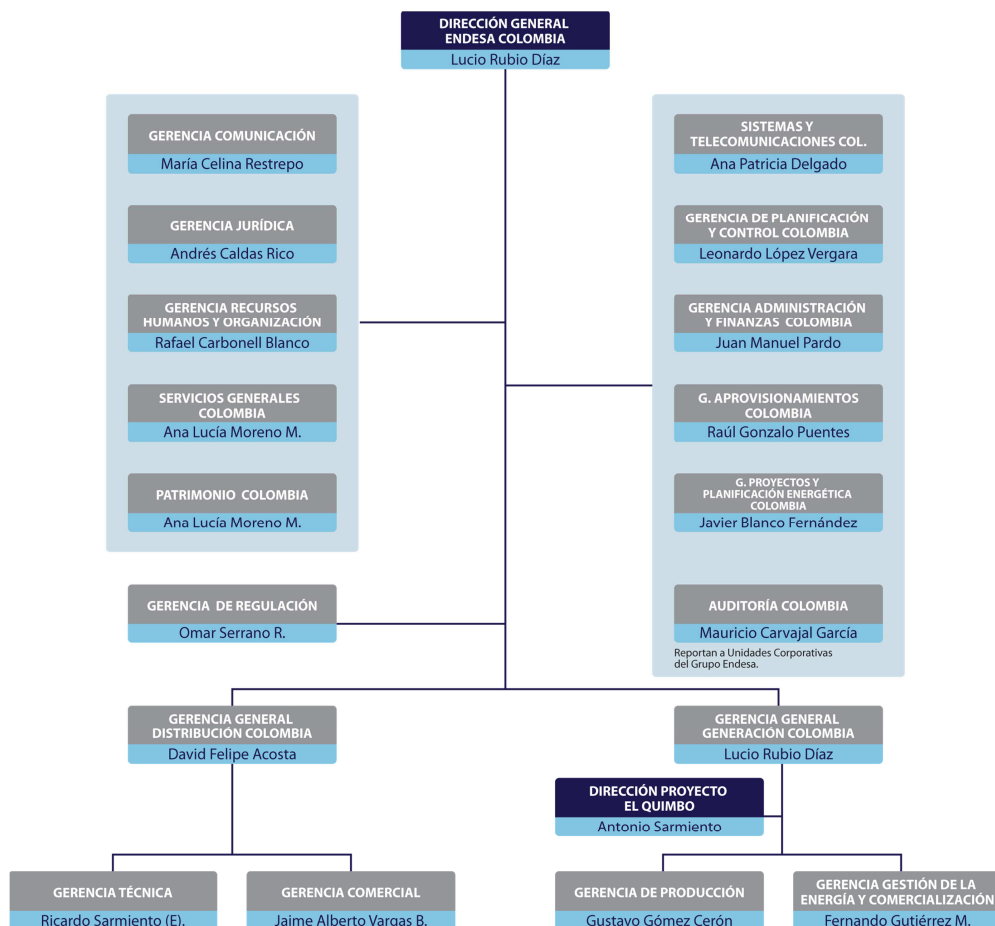 DIRECCIÓN GENERAL
ENDESA COLOMBIA
Lucio Rubio Díaz
GERENCIA COMUNICACIÓN
María Celina Restrepo
GERENCIA JURÍDICA
Andrés Caldas Rico
GERENCIA RECURSOS
HUMANOS Y ORGANIZACIÓN
Rafael Carbonell Blanco
SERVICIOS GENERALES
COLOMBIA
Ana Lucía Moreno M.
PATRIMONIO COLOMBIA
Ana Lucía Moreno M.
SISTEMAS Y
TELECOMUNICACIONES COL.
Ana Patricia Delgado
GERENCIA DE PLANIFICACIÓN
Y CONTROL COLOMBIA
Leonardo López Vergara
GERENCIA ADMINISTRACIÓN
Y FINANZAS COLOMBIA
Juan Manuel Pardo
G. APROVISIONAMIENTOS
COLOMBIA
Raúl Gonzalo Puentes
G. PROYECTOS Y
PLANIFICACIÓN ENERGÉTICA
COLOMBIA
Javier Blanco Fernández
AUDITORÍA COLOMBIA
Mauricio Carvajal García
Reportan a Unidades Corporativas
del Grupo Endesa.
GERENCIA DE REGULACIÓN
Omar Serrano R.
GERENCIA GENERAL
DISTRIBUCIÓN COLOMBIA
David Felipe Acosta
GERENCIA GENERAL
GENERACIÓN COLOMBIA
Lucio Rubio Díaz
DIRECCIÓN PROYECTO
EL QUIMBO
Antonio Sarmiento
GERENCIA TÉCNICA
Ricardo Sarmiento (E).
GERENCIA COMERCIAL
Jaime Alberto Vargas B.
GERENCIA DE PRODUCCIÓN
Gustavo Gómez Cerón
GERENCIA GESTIÓN DE LA
ENERGÍA Y COMERCIALIZACIÓN
Fernando Gutiérrez M.